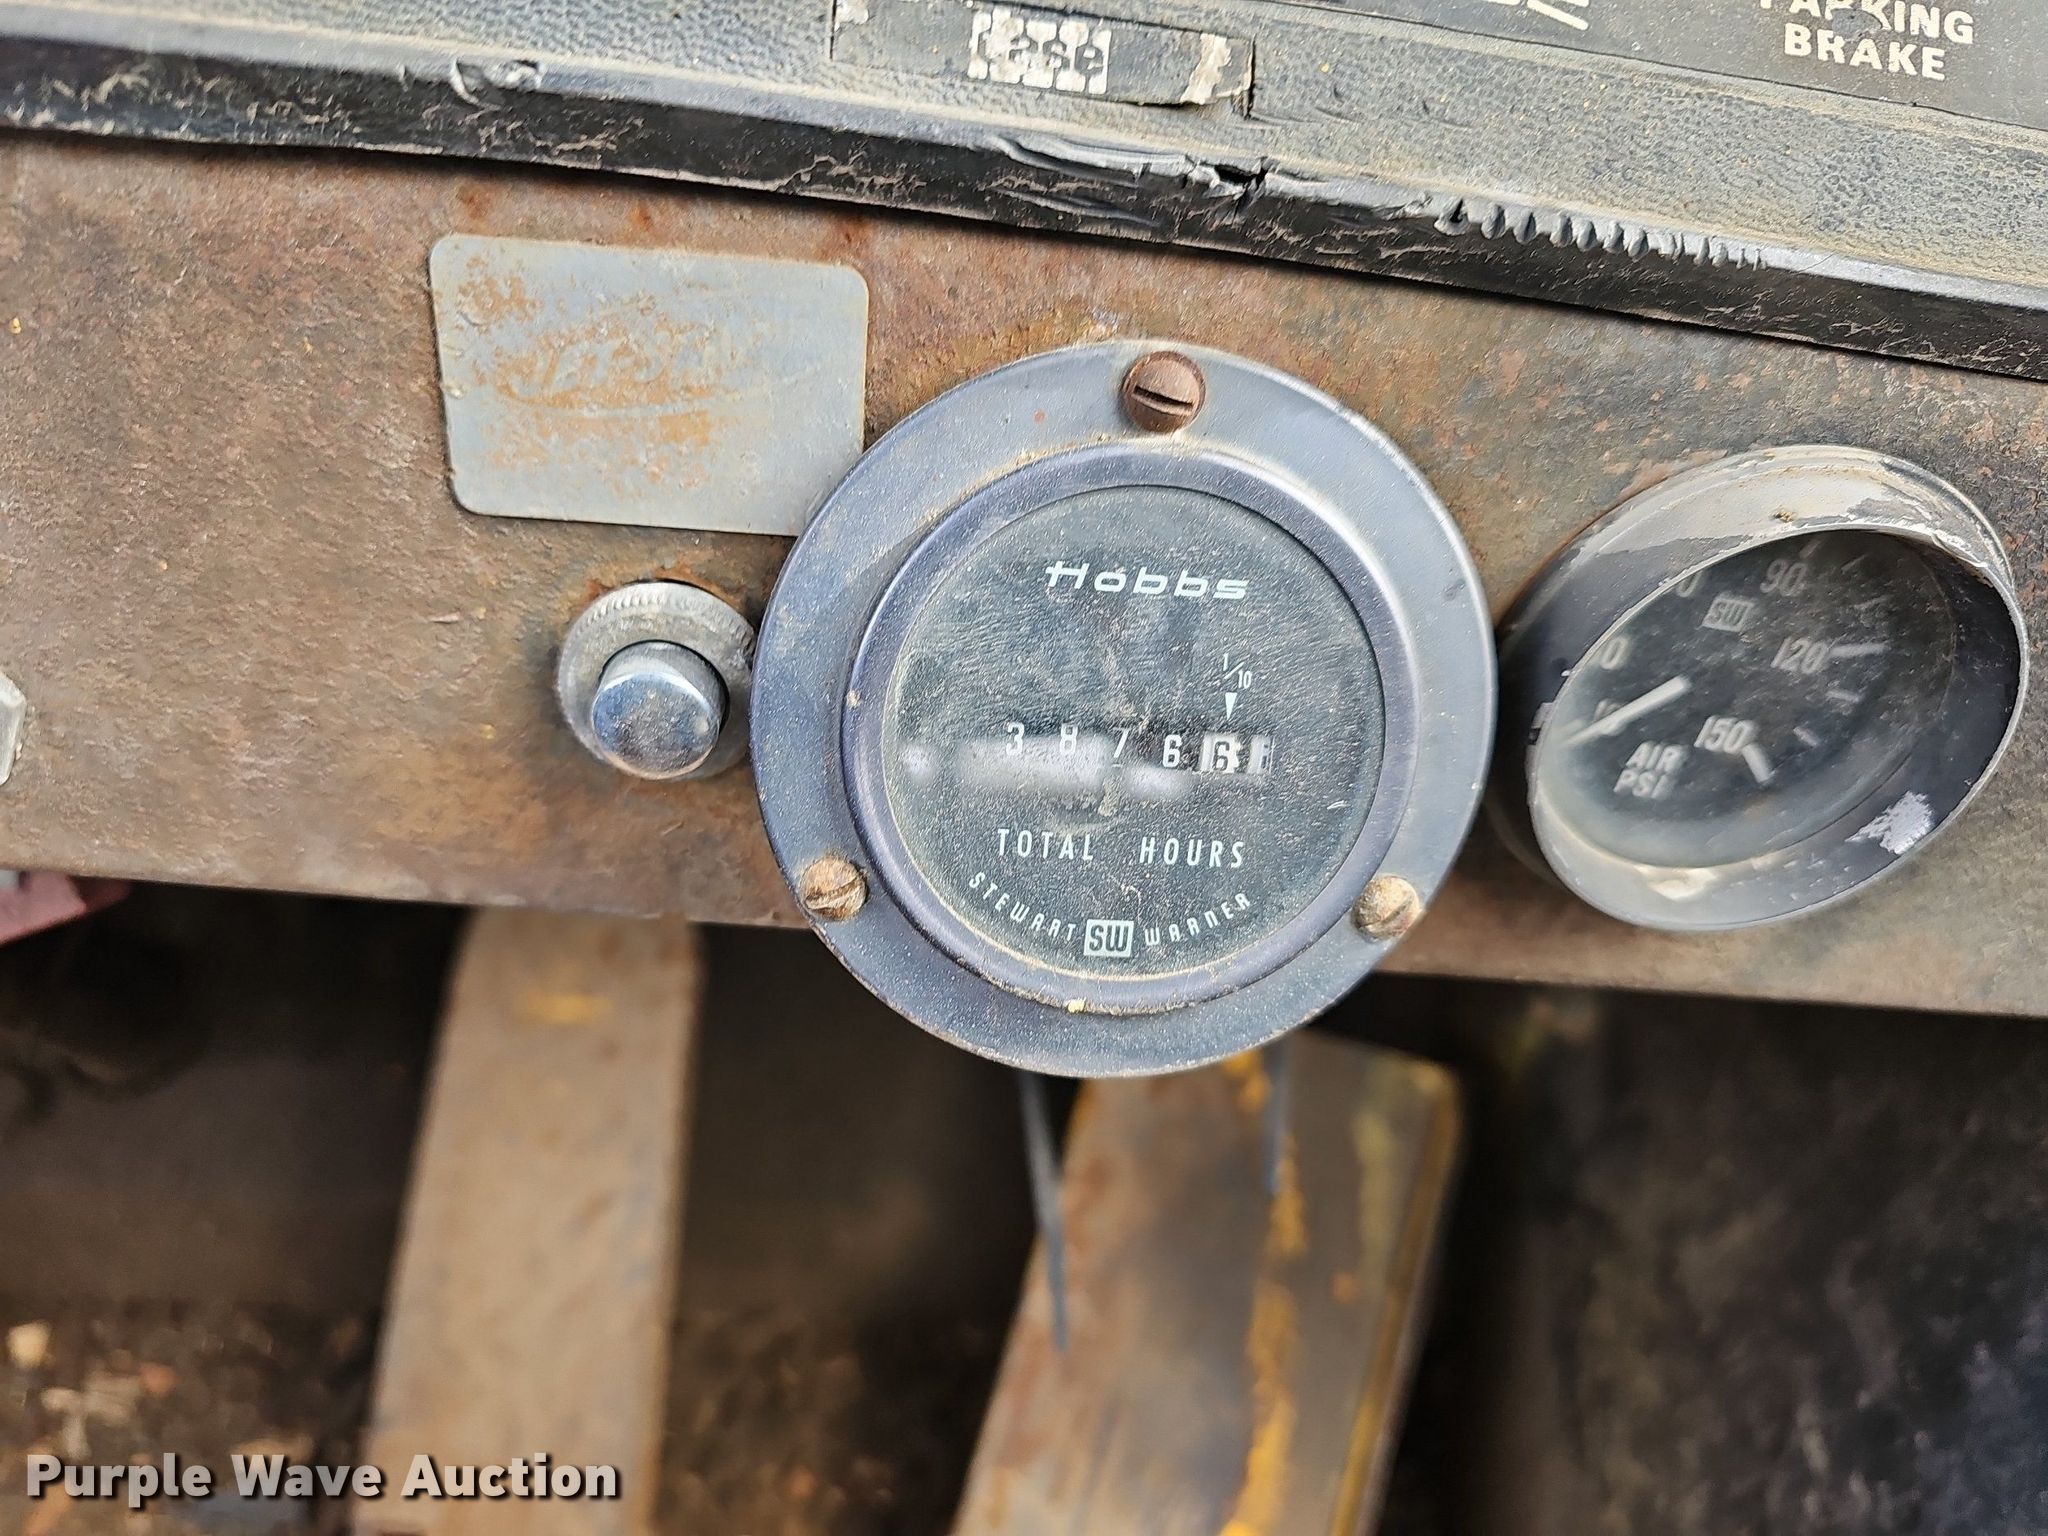 PARKING
BRAKE
CASE
Hobbs
1/10
3 8 7 6 6
TOTAL HOURS
STEWART SW WARNER
90
SW
120
150
AIR
PSI
Purple Wave Auction